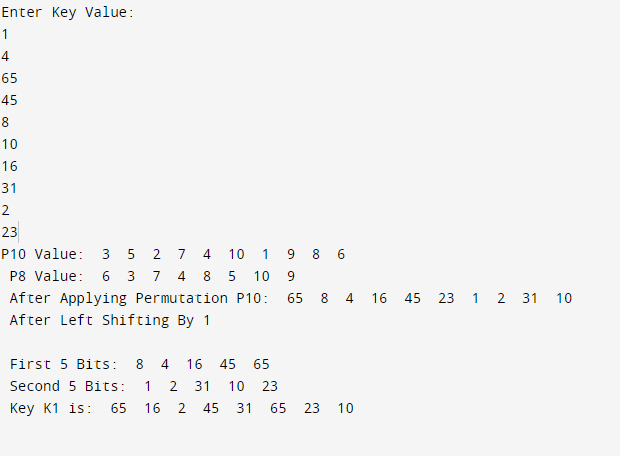 Enter Key Value:
1
4
65
45
8
10
16
31
2
23
P10 Value:  3  5  2  7  4  10  1  9  8  6
P8 Value:  6  3  7  4  8  5  10  9
After Applying Permutation P10:  65  8  4  16  45  23  1  2  31  10
After Left Shifting By 1
First 5 Bits:  8  4  16  45  65
Second 5 Bits:  1  2  31  10  23
Key K1 is:  65  16  2  45  31  65  23  10